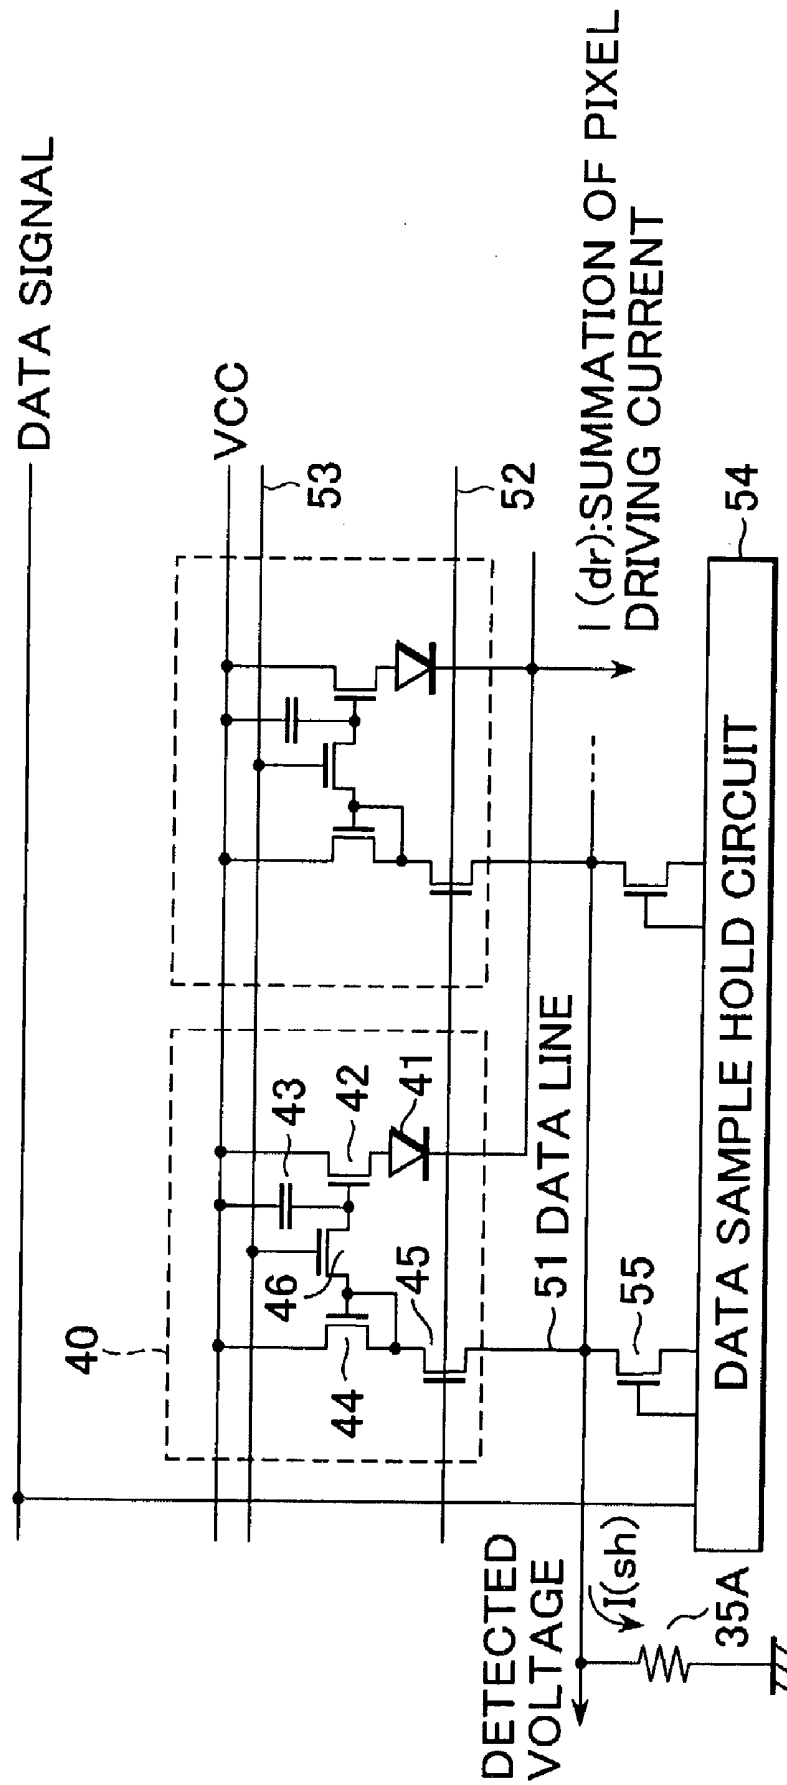 DATA SIGNAL
VCC
53
52
I (dr):SUMMATION OF PIXEL
DRIVING CURRENT
54
40
43
42
41
46
44
45
51 DATA LINE
55
DATA SAMPLE HOLD CIRCUIT
DETECTED
VOLTAGE
I(sh)
35A